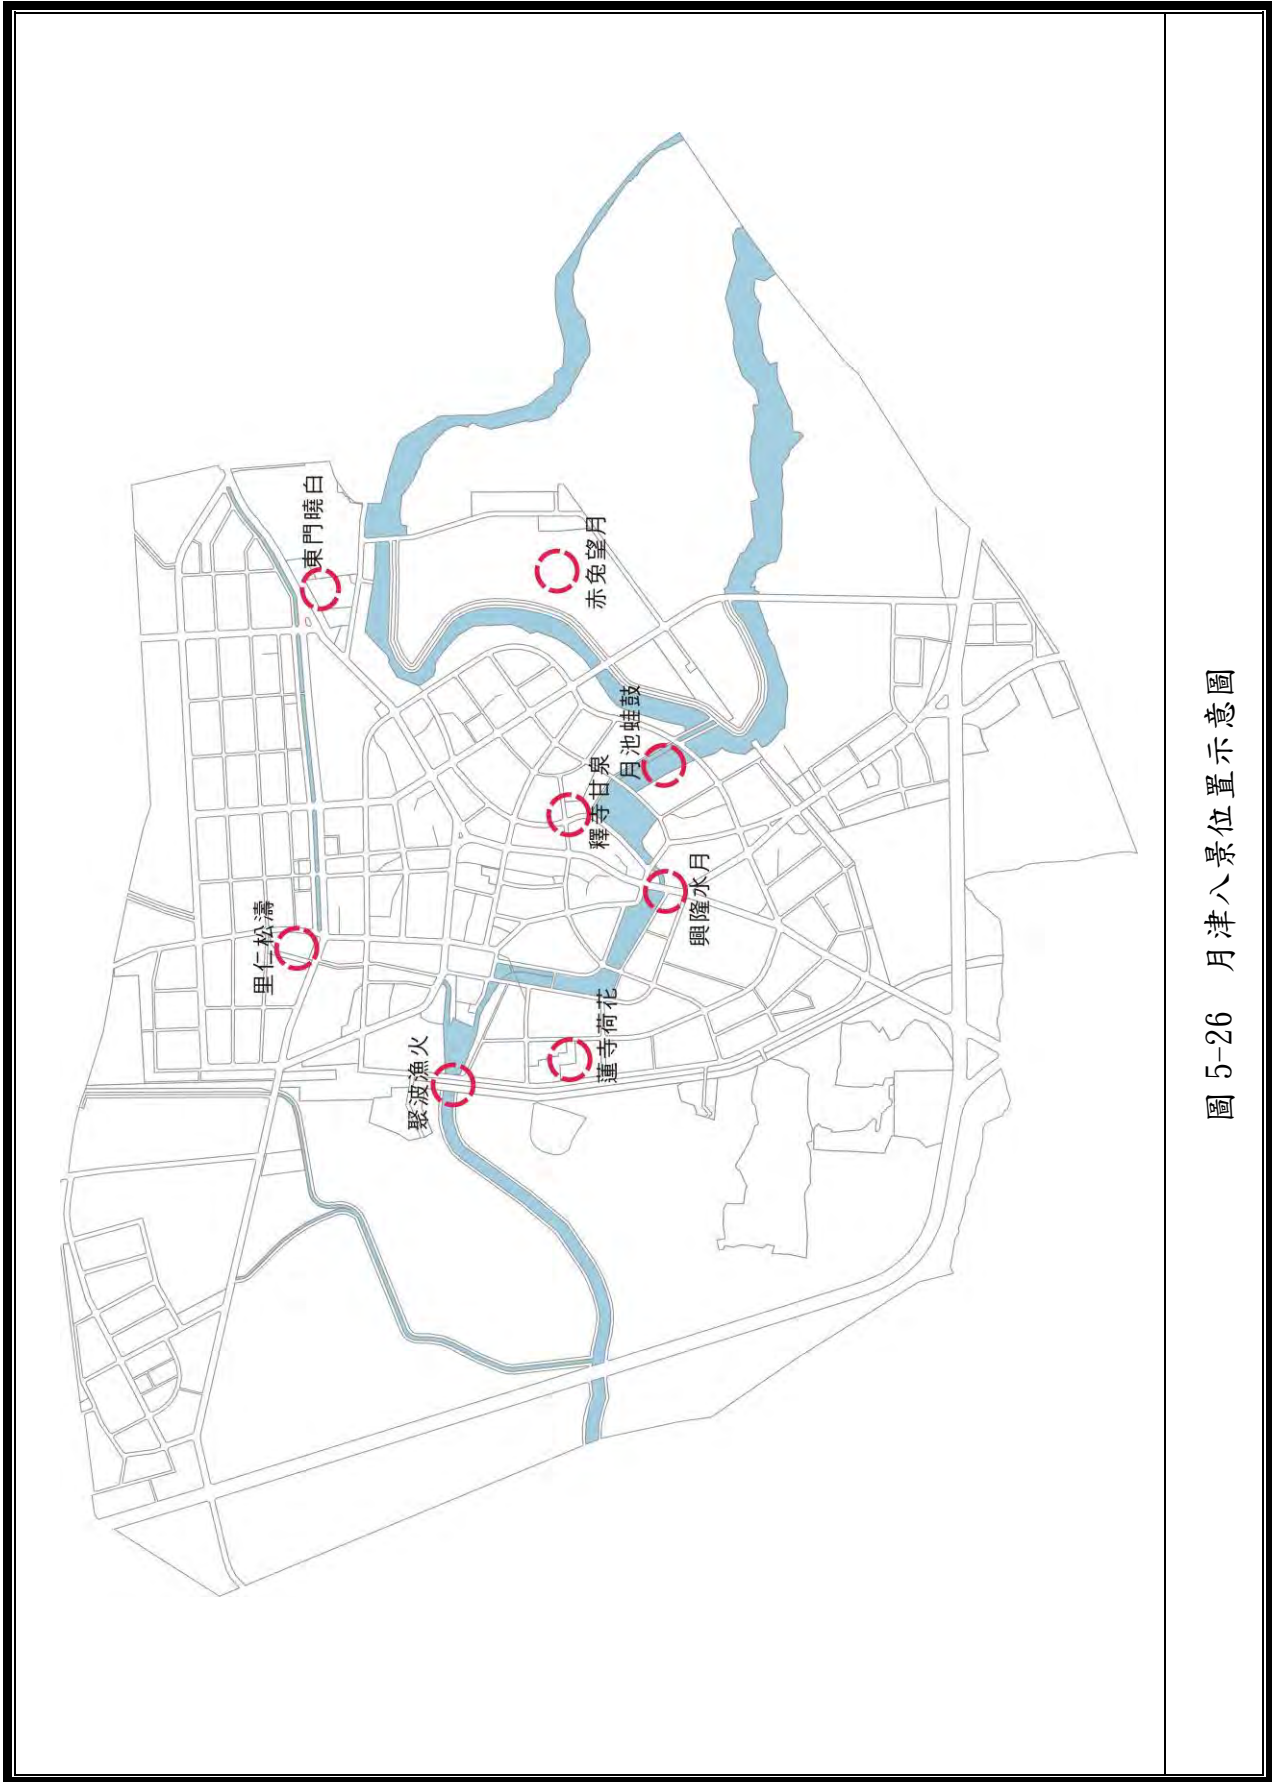 里仁松濤
東門曉白
聚波漁火
蓮寺荷花
釋寺甘泉
赤兔望月
月池蛙鼓
興隆水月
圖 5-26 月津八景位置示意圖